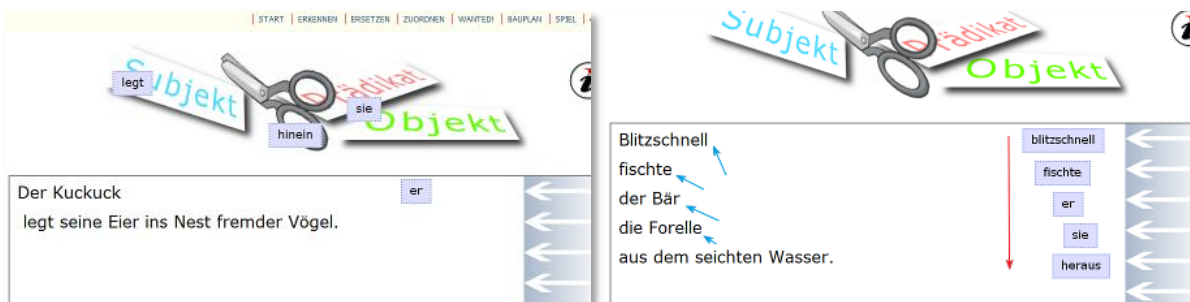 START | ERKENNEN | ERSETZEN | ZUORDNEN | WANTED! | BAUPLAN | SPIEL
Subjekt
Prädikat
Objekt
legt
sie
hinein
Der Kuckuck
er
legt seine Eier ins Nest fremder Vögel.
Subjekt
Prädikat
Objekt
i
Blitzschnell
blitzschnell
fischte
fischte
der Bär
er
die Forelle
sie
aus dem seichten Wasser.
heraus